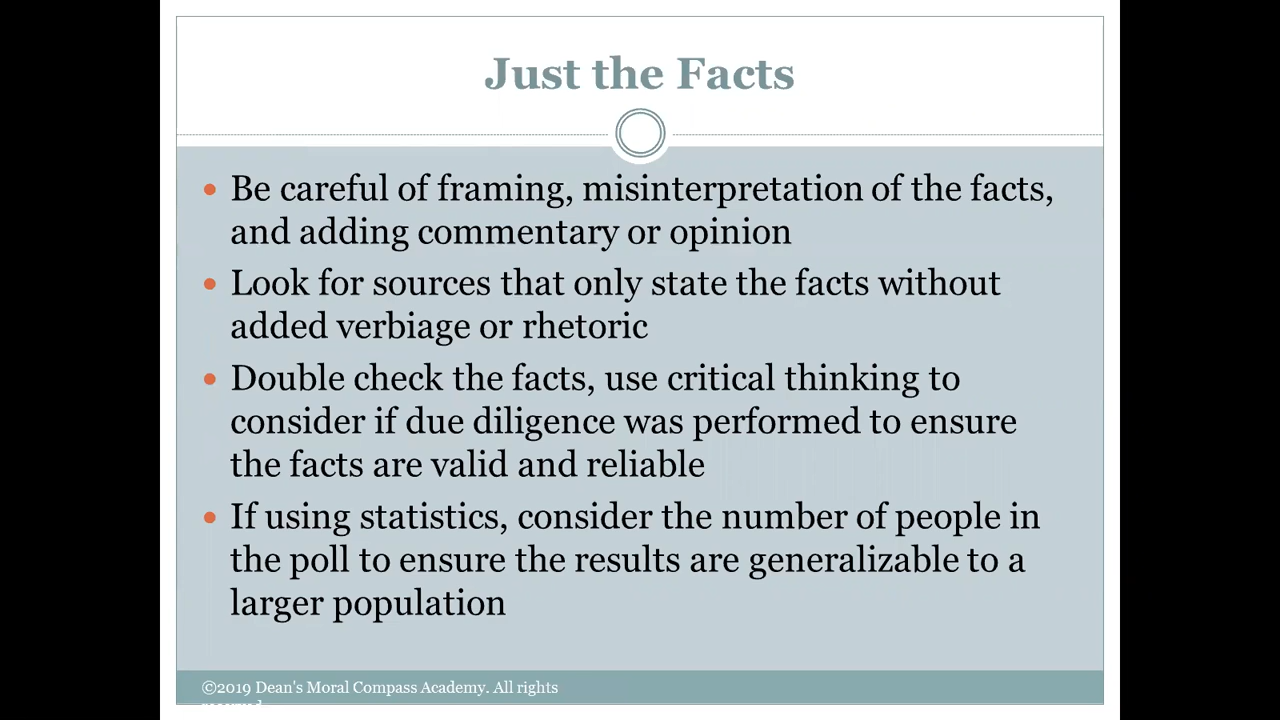 Just the Facts
Be careful of framing, misinterpretation of the facts,
and adding commentary or opinion
Look for sources that only state the facts without
added verbiage or rhetoric
Double check the facts, use critical thinking to
consider if due diligence was performed to ensure
the facts are valid and reliable
If using statistics, consider the number of people in
the poll to ensure the results are generalizable to a
larger population
©2019 Dean's Moral Compass Academy. All rights